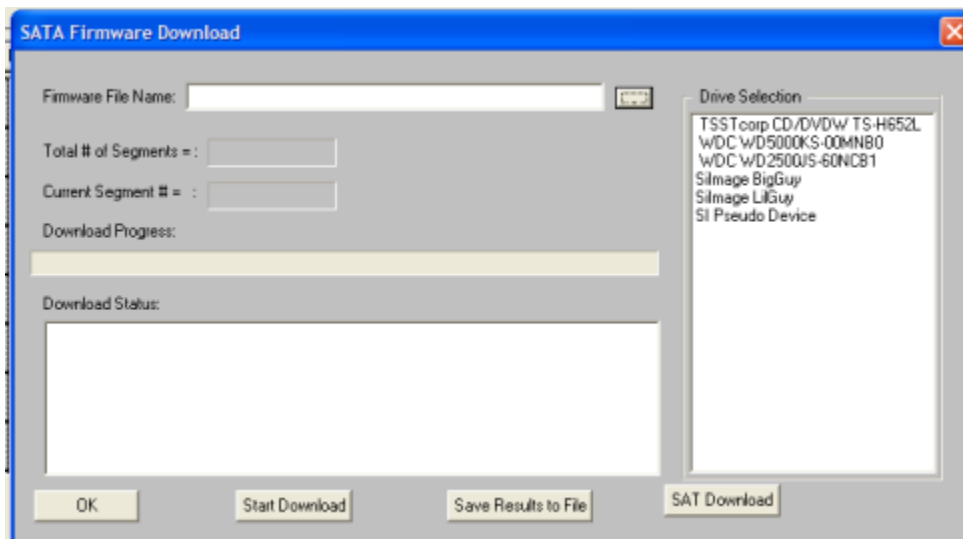 SATA Firmware Download
Firmware File Name:
...
Total # of Segments = :
Current Segment # = :
Download Progress:
Download Status:
Drive Selection
TSSTcorp CD/DVDW TS-H652L
WDC WD5000KS-00MNB0
WDC WD2500JS-60NCB1
SiImage BigGuy
SiImage LilGuy
SI Pseudo Device
OK
Start Download
Save Results to File
SAT Download